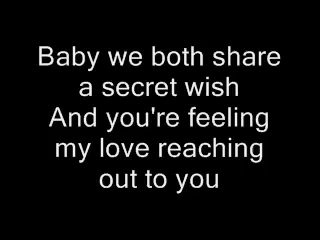 Baby we both share
a secret wish
And you're feeling
my love reaching
out to you